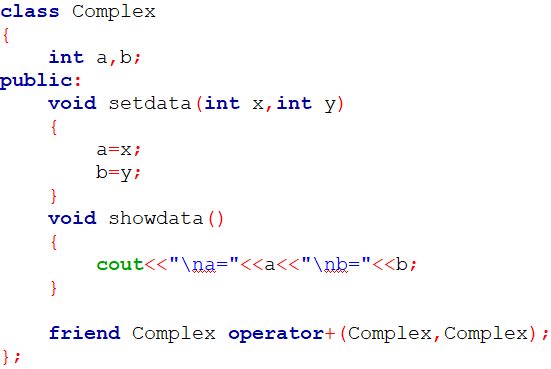 class Complex
{
    int a,b;
public:
    void setdata(int x,int y)
    {
        a=x;
        b=y;
    }
    void showdata()
    {
        cout<<"\na="<<a<<"\nb="<<b;
    }

    friend Complex operator+(Complex,Complex);
};